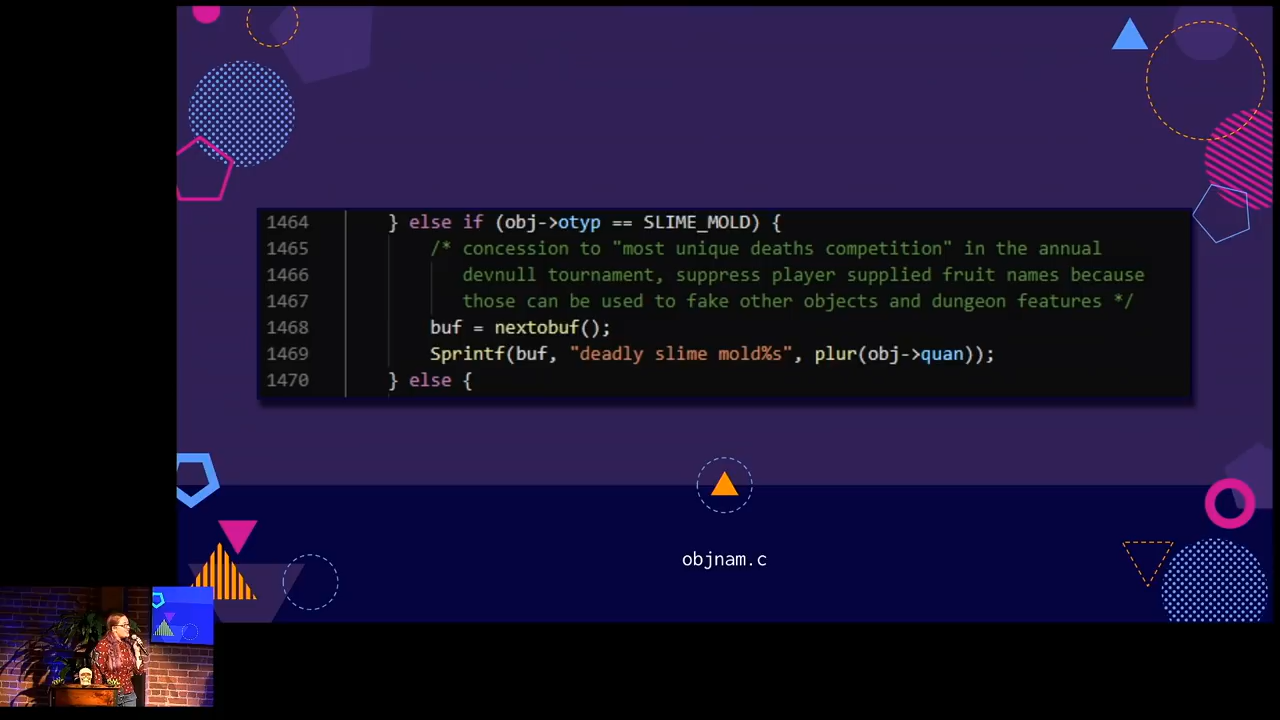 1464 } else if (obj->otyp == SLIME_MOLD) {
1465 /* concession to "most unique deaths competition" in the annual
1466 devnull tournament, suppress player supplied fruit names because
1467 those can be used to fake other objects and dungeon features */
1468 buf = nextobuf();
1469 Sprintf(buf, "deadly slime mold%s", plur(obj->quan));
1470 } else {
objnam.c